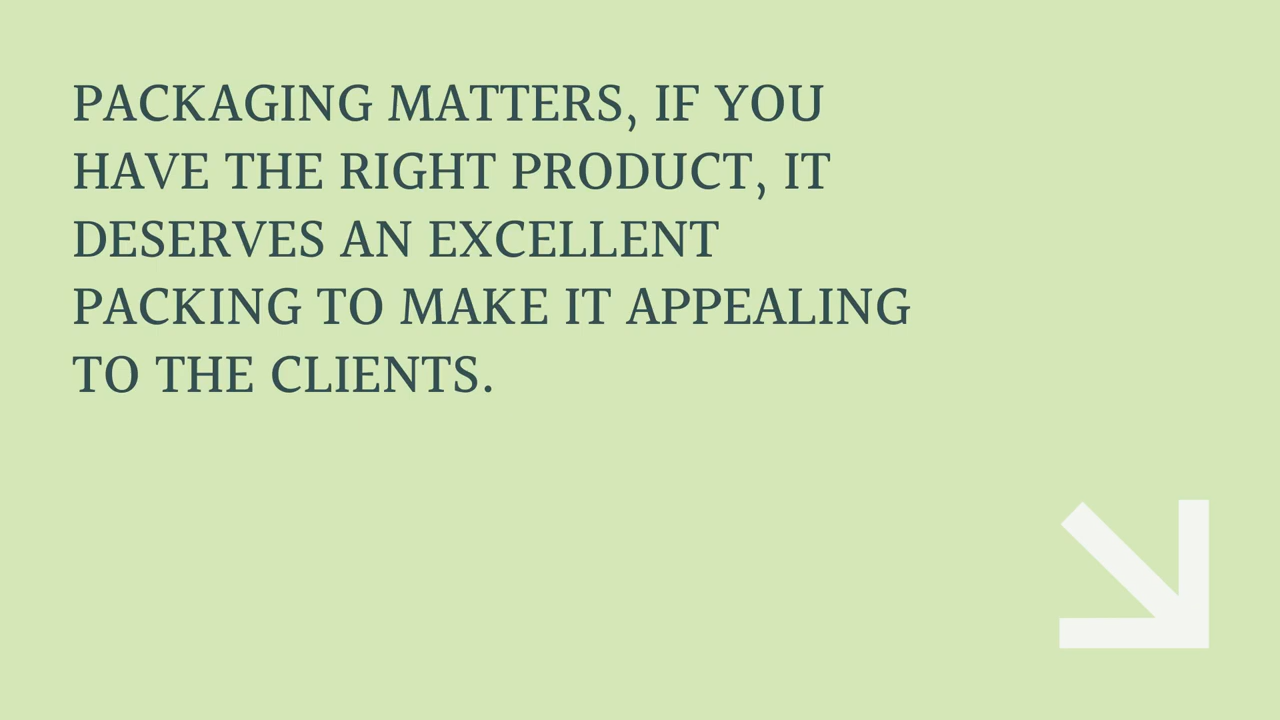 PACKAGING MATTERS, IF YOU
HAVE THE RIGHT PRODUCT, IT
DESERVES AN EXCELLENT
PACKING TO MAKE IT APPEALING
TO THE CLIENTS.